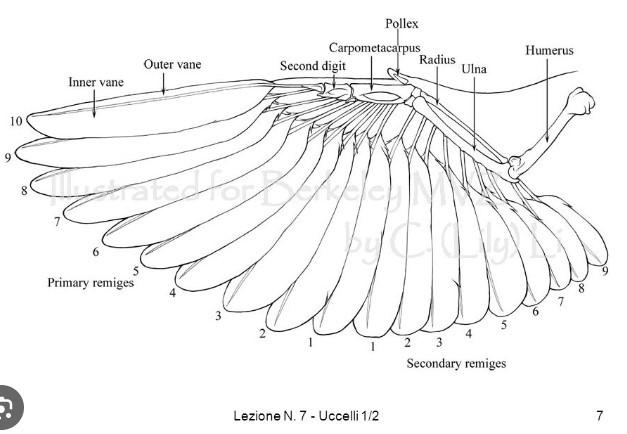 Pollex
Carpometacarpus
Second digit
Radius
Ulna
Humerus
Outer vane
Inner vane
10
9
8
7
6
5
4
3
2
1
1
2
3
4
5
6
7
8
9
Primary remiges
Secondary remiges
Illustrated for Berkeley
by C. (Lily) Li
Lezione N. 7 - Uccelli 1/2
7